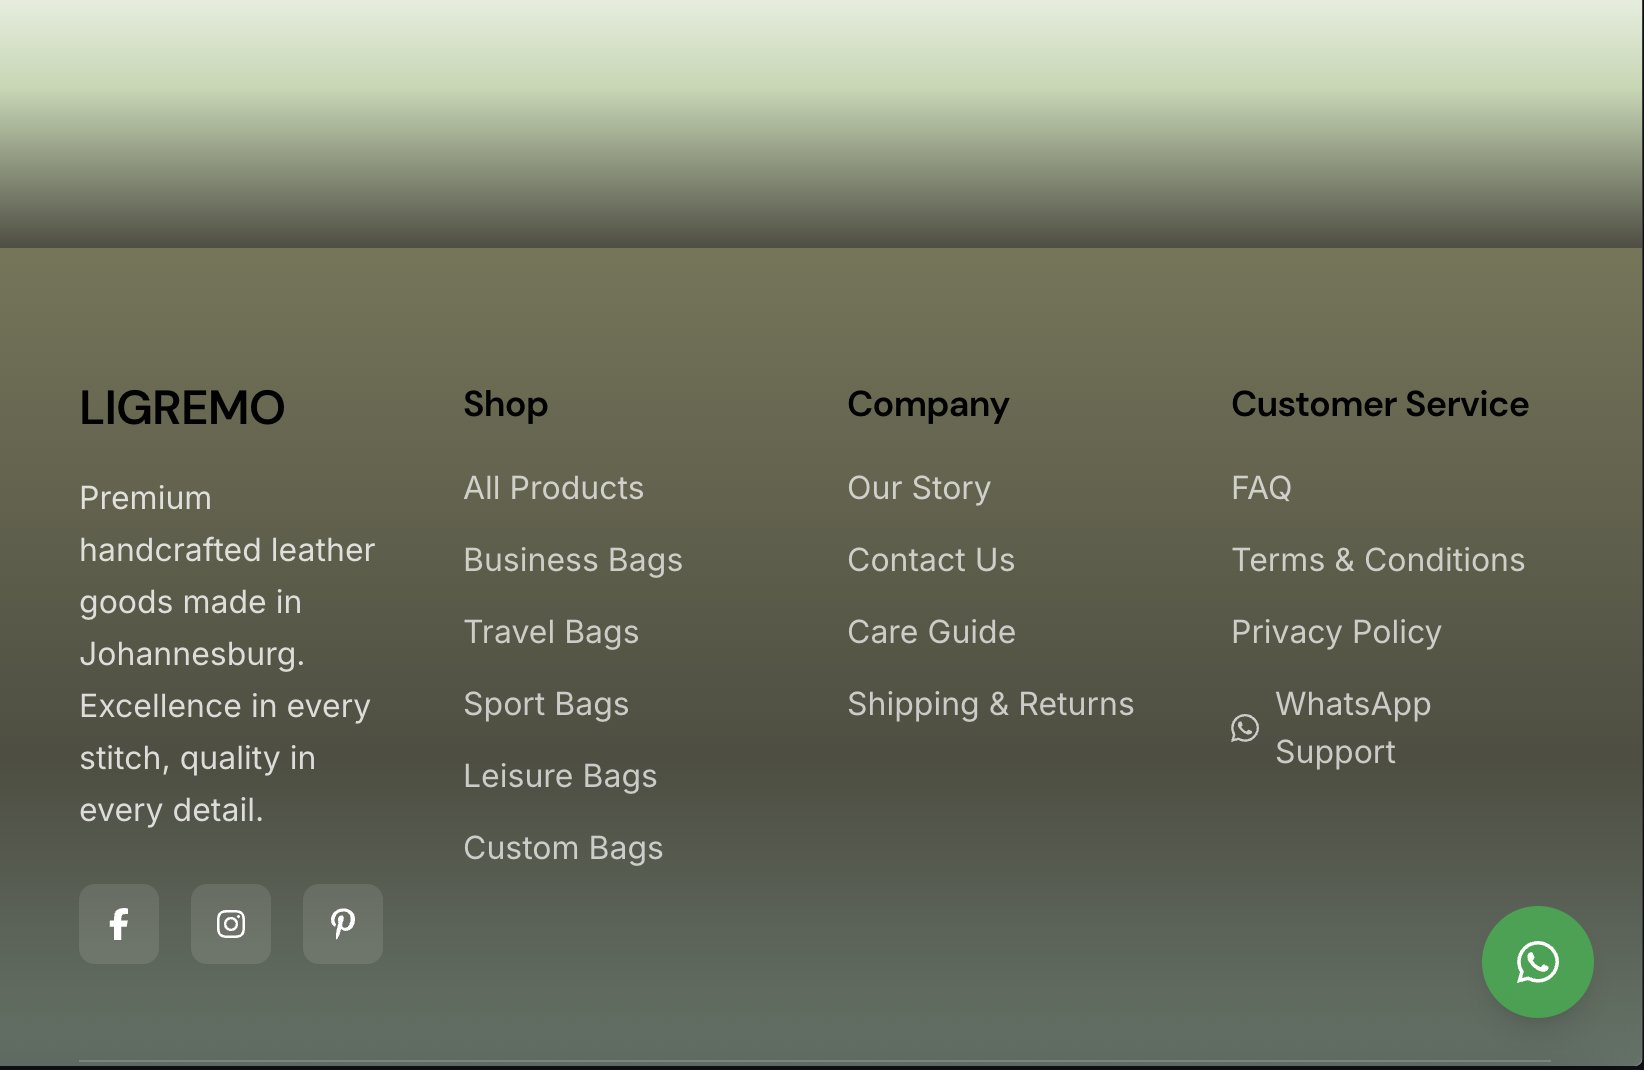 LIGREMO
Premium
handcrafted leather
goods made in
Johannesburg.
Excellence in every
stitch, quality in
every detail.
Shop
All Products
Business Bags
Travel Bags
Sport Bags
Leisure Bags
Custom Bags
Company
Our Story
Contact Us
Care Guide
Shipping & Returns
Customer Service
FAQ
Terms & Conditions
Privacy Policy
WhatsApp
Support